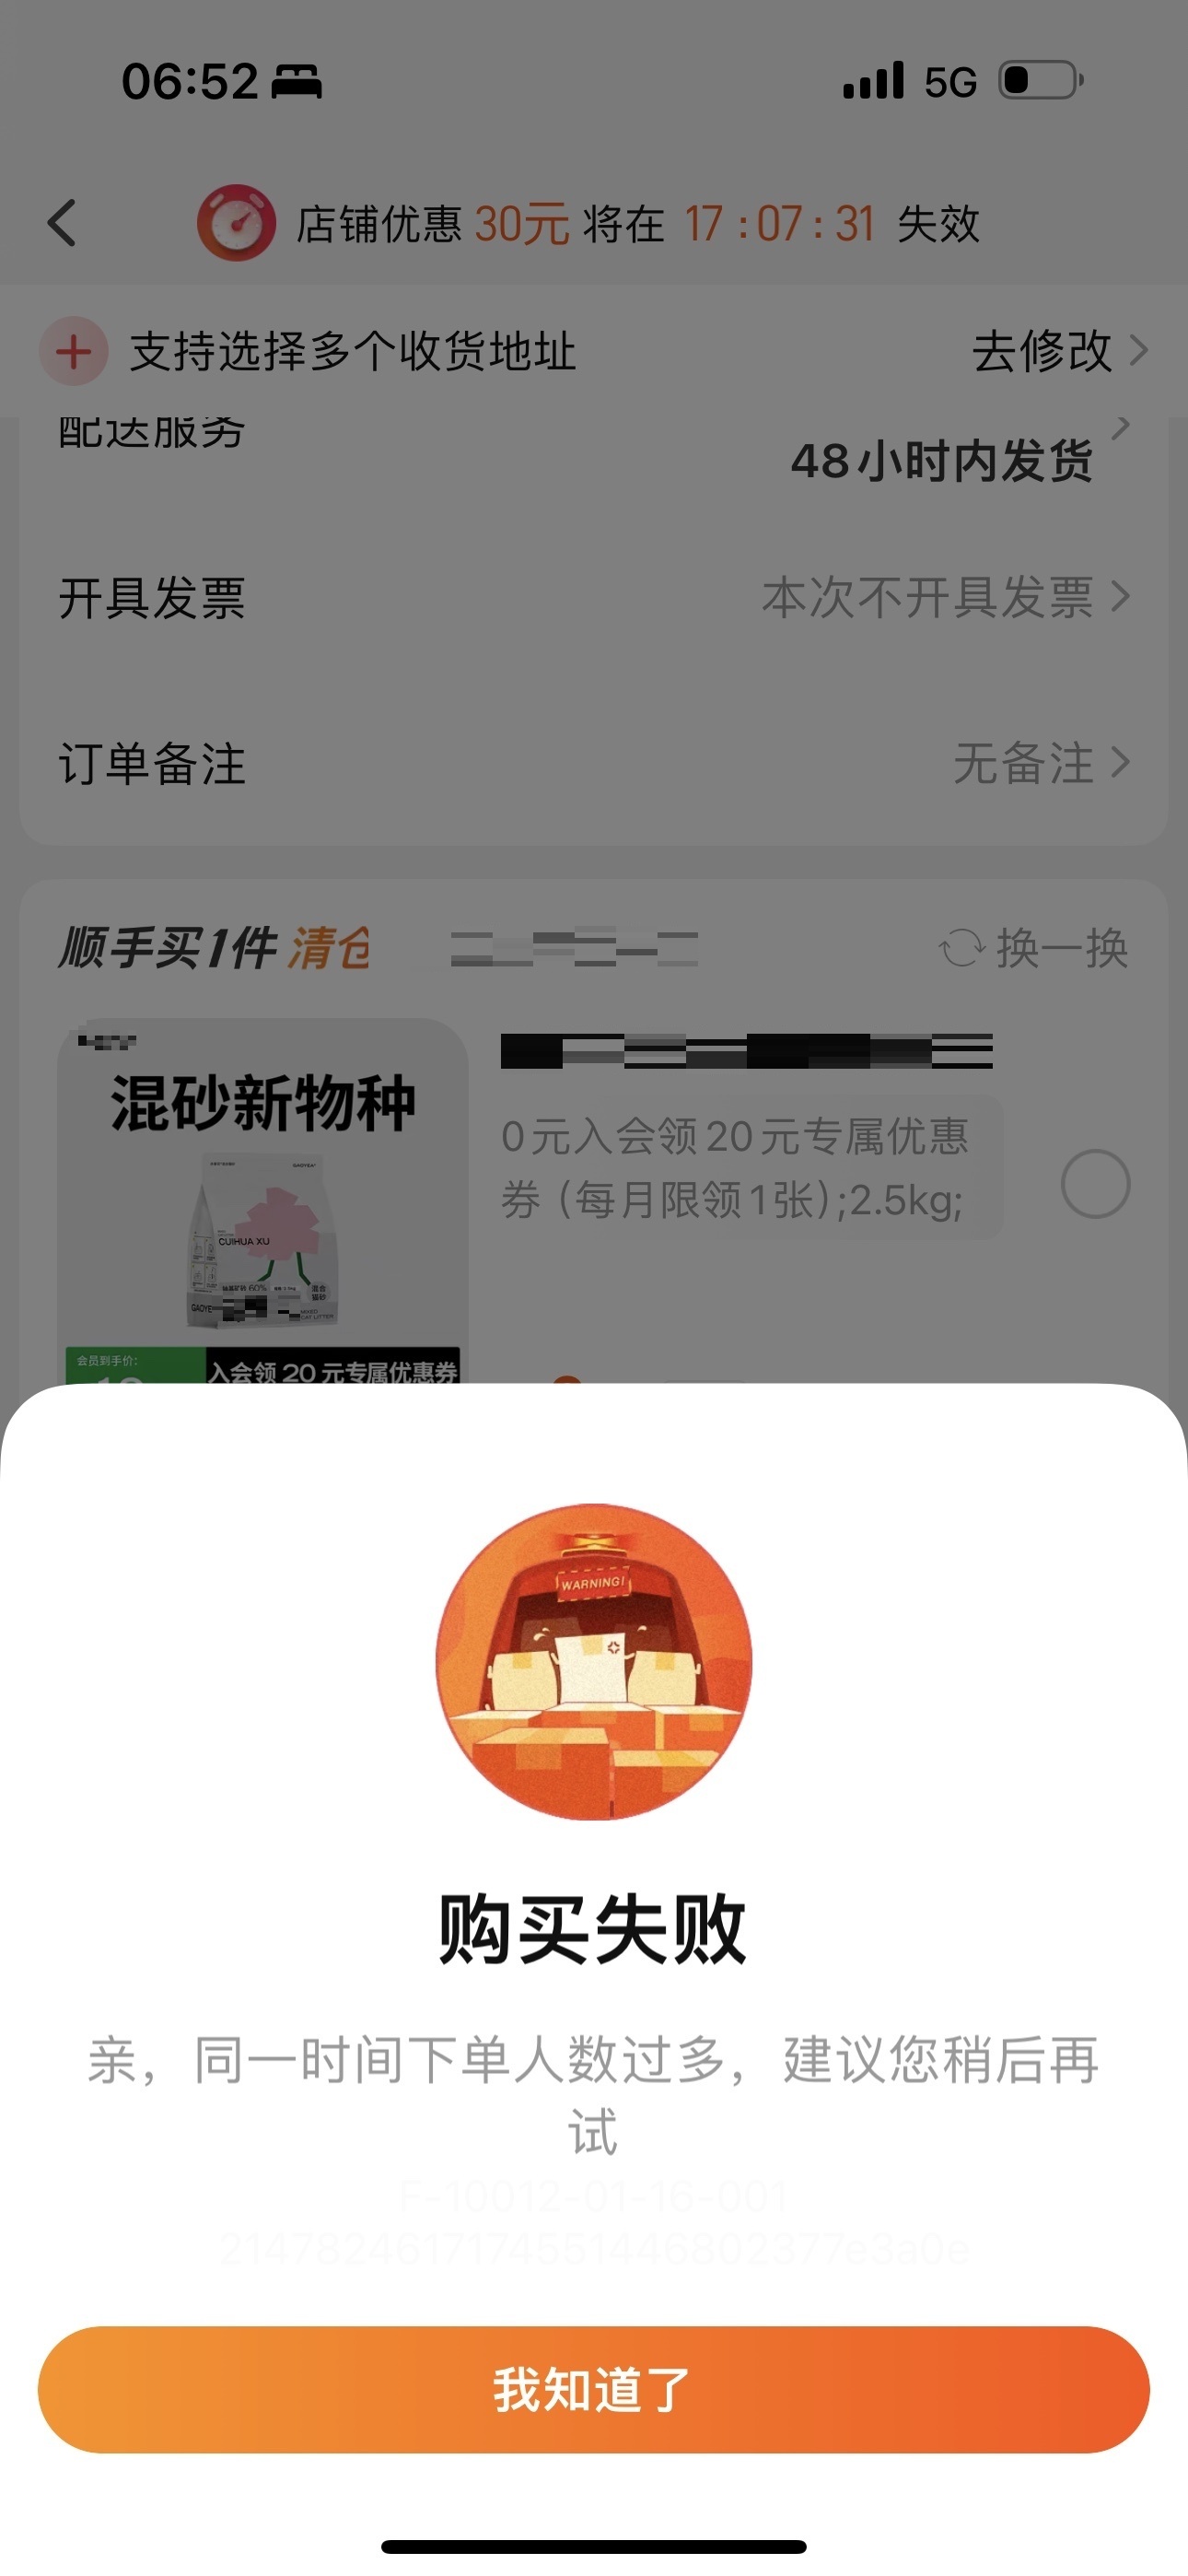 06:52
5G
店铺优惠 30元 将在 17:07:31 失效
支持选择多个收货地址
去修改
配送服务
48小时内发货
开具发票
本次不开具发票
订单备注
无备注
顺手买1件 清仓
换一换
混砂新物种
CUIHUA XU
0元入会领20元专属优惠
券（每月限领1张）;2.5kg;
会员到手价:
入会领 20 元专属优惠券
WARNING!
购买失败
亲，同一时间下单人数过多，建议您稍后再
试
F-10012-01-16-001
2147824617174551446802377e3a0e
我知道了